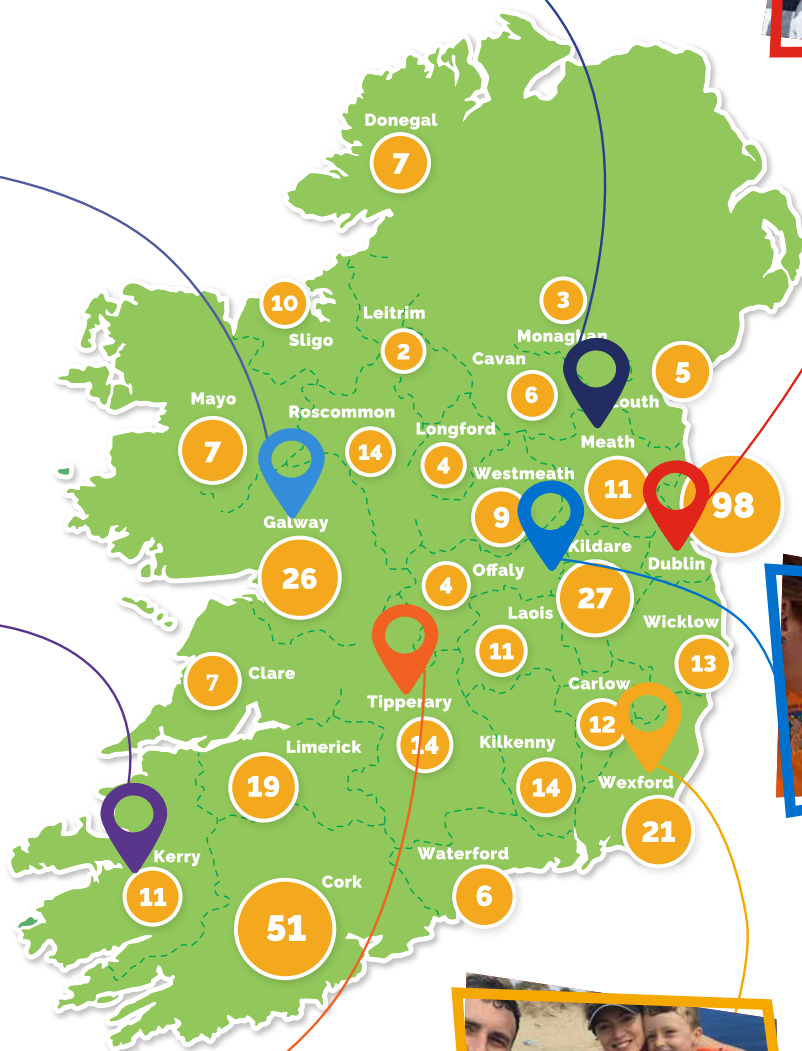 Donegal
7
10
Sligo
Leitrim
2
3
Monaghan
Cavan
6
5
Louth
Mayo
7
Roscommon
14
Longford
4
Meath
11
Westmeath
9
98
Dublin
Galway
26
Kildare
27
4
Offaly
Laois
11
Wicklow
13
7
Clare
Tipperary
14
Carlow
12
Limerick
19
Kilkenny
14
Wexford
21
Kerry
11
Cork
51
Waterford
6